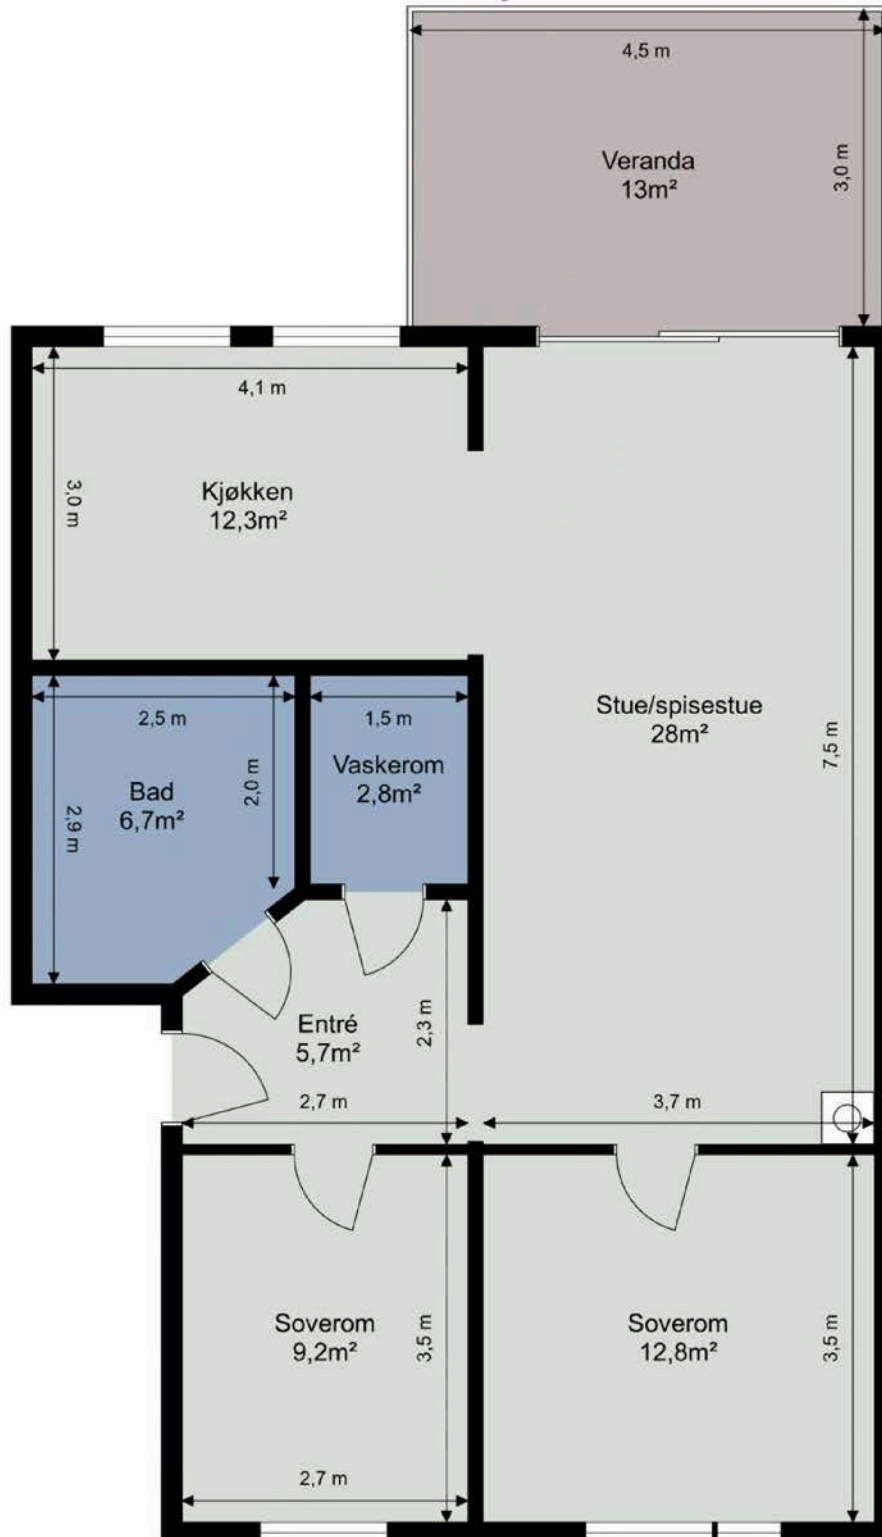 4,5 m
Veranda
13m²
3,0 m
4,1 m
3,0 m
Kjøkken
12,3m²
2,5 m
1,5 m
2,0 m
2,9 m
Bad
6,7m²
Vaskerom
2,8m²
Stue/spisestue
28m²
7,5 m
Entré
5,7m²
2,3 m
2,7 m
3,7 m
Soverom
9,2m²
3,5 m
2,7 m
Soverom
12,8m²
3,5 m